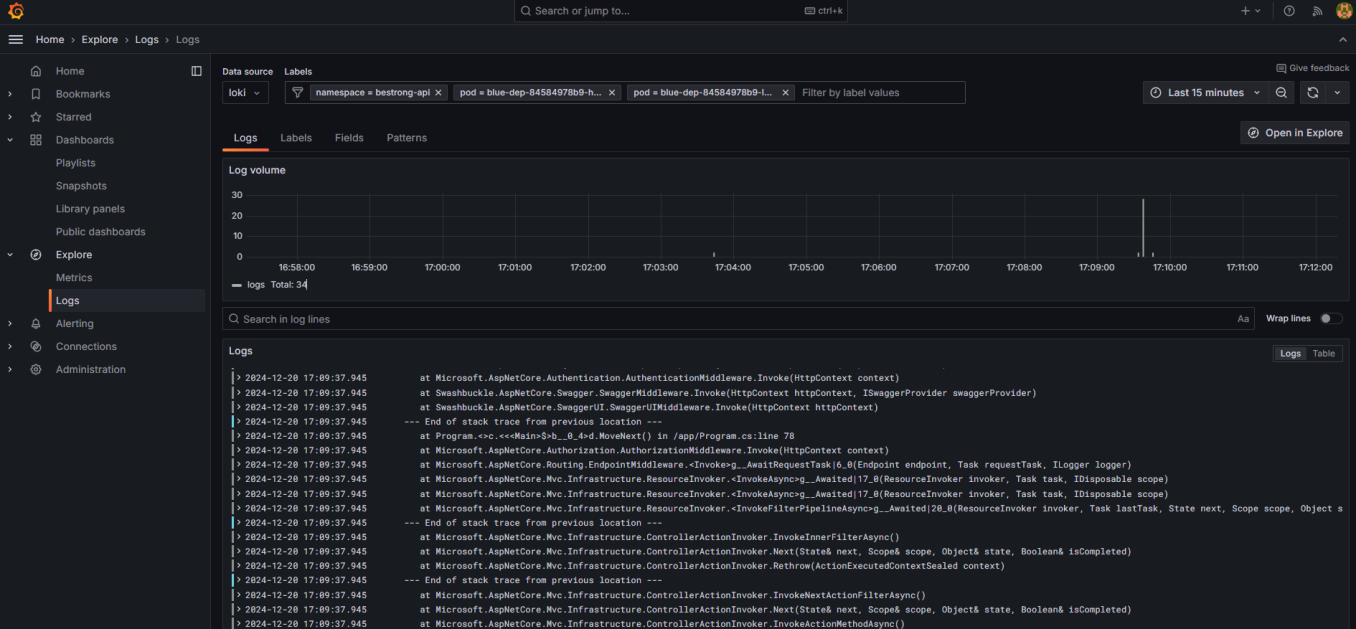 Search or jump to... ctrl+k
Home › Explore › Logs › Logs
Home
Bookmarks
Starred
Dashboards
Playlists
Snapshots
Library panels
Public dashboards
Explore
Metrics
Logs
Alerting
Connections
Administration
Give feedback
Data source Labels
loki namespace = bestrong-api pod = blue-dep-84584978b9-h... pod = blue-dep-84584978b9-l... Filter by label values Last 15 minutes
Logs Labels Fields Patterns Open in Explore
Log volume
30
20
10
0
16:58:00 16:59:00 17:00:00 17:01:00 17:02:00 17:03:00 17:04:00 17:05:00 17:06:00 17:07:00 17:08:00 17:09:00 17:10:00 17:11:00 17:12:00
logs Total: 34
Search in log lines Aa Wrap lines
Logs Logs Table
> 2024-12-20 17:09:37.945 at Microsoft.AspNetCore.Authentication.AuthenticationMiddleware.Invoke(HttpContext context)
> 2024-12-20 17:09:37.945 at Swashbuckle.AspNetCore.Swagger.SwaggerMiddleware.Invoke(HttpContext httpContext, ISwaggerProvider swaggerProvider)
> 2024-12-20 17:09:37.945 at Swashbuckle.AspNetCore.SwaggerUI.SwaggerUIMiddleware.Invoke(HttpContext httpContext)
> 2024-12-20 17:09:37.945 --- End of stack trace from previous location ---
> 2024-12-20 17:09:37.945 at Program.<>c.<<<Main>$>b__0_4>d.MoveNext() in /app/Program.cs:line 78
> 2024-12-20 17:09:37.945 at Microsoft.AspNetCore.Authorization.AuthorizationMiddleware.Invoke(HttpContext context)
> 2024-12-20 17:09:37.945 at Microsoft.AspNetCore.Routing.EndpointMiddleware.<Invoke>g__AwaitRequestTask|6_0(Endpoint endpoint, Task requestTask, ILogger logger)
> 2024-12-20 17:09:37.945 at Microsoft.AspNetCore.Mvc.Infrastructure.ResourceInvoker.<InvokeAsync>g__Awaited|17_0(ResourceInvoker invoker, Task task, IDisposable scope)
> 2024-12-20 17:09:37.945 at Microsoft.AspNetCore.Mvc.Infrastructure.ResourceInvoker.<InvokeAsync>g__Awaited|17_0(ResourceInvoker invoker, Task task, IDisposable scope)
> 2024-12-20 17:09:37.945 at Microsoft.AspNetCore.Mvc.Infrastructure.ResourceInvoker.<InvokeFilterPipelineAsync>g__Awaited|20_0(ResourceInvoker invoker, Task lastTask, State next, Scope scope, Object s
> 2024-12-20 17:09:37.945 --- End of stack trace from previous location ---
> 2024-12-20 17:09:37.945 at Microsoft.AspNetCore.Mvc.Infrastructure.ControllerActionInvoker.InvokeInnerFilterAsync()
> 2024-12-20 17:09:37.945 at Microsoft.AspNetCore.Mvc.Infrastructure.ControllerActionInvoker.Next(State& next, Scope& scope, Object& state, Boolean& isCompleted)
> 2024-12-20 17:09:37.945 at Microsoft.AspNetCore.Mvc.Infrastructure.ControllerActionInvoker.Rethrow(ActionExecutedContextSealed context)
> 2024-12-20 17:09:37.945 --- End of stack trace from previous location ---
> 2024-12-20 17:09:37.945 at Microsoft.AspNetCore.Mvc.Infrastructure.ControllerActionInvoker.InvokeNextActionFilterAsync()
> 2024-12-20 17:09:37.945 at Microsoft.AspNetCore.Mvc.Infrastructure.ControllerActionInvoker.Next(State& next, Scope& scope, Object& state, Boolean& isCompleted)
> 2024-12-20 17:09:37.945 at Microsoft.AspNetCore.Mvc.Infrastructure.ControllerActionInvoker.InvokeActionMethodAsync()